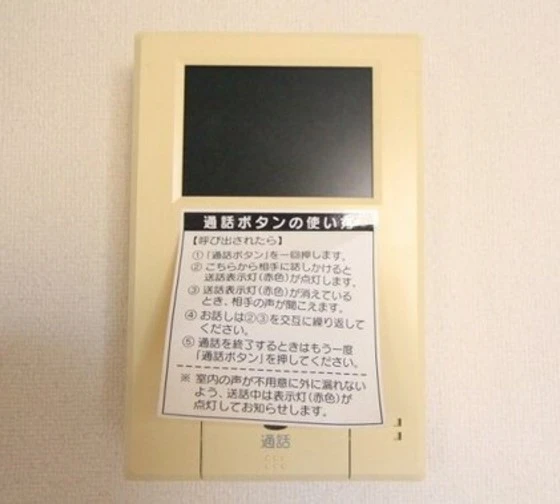 通話ボタンの使い方
【呼び出されたら】
① 「通話ボタン」を一回押します。
② こちらから相手に話しかけると
送話表示灯(赤色)が点灯します。
③ 送話表示灯(赤色)が消えている
とき、相手の声が聞こえます。
④ お話しは②③を交互に繰り返して
ください。
⑤ 通話を終了するときはもう一度
「通話ボタン」を押してください。
※ 室内の声が不用意に外に漏れない
よう、送話中は表示灯(赤色)が
点灯してお知らせします。
通話